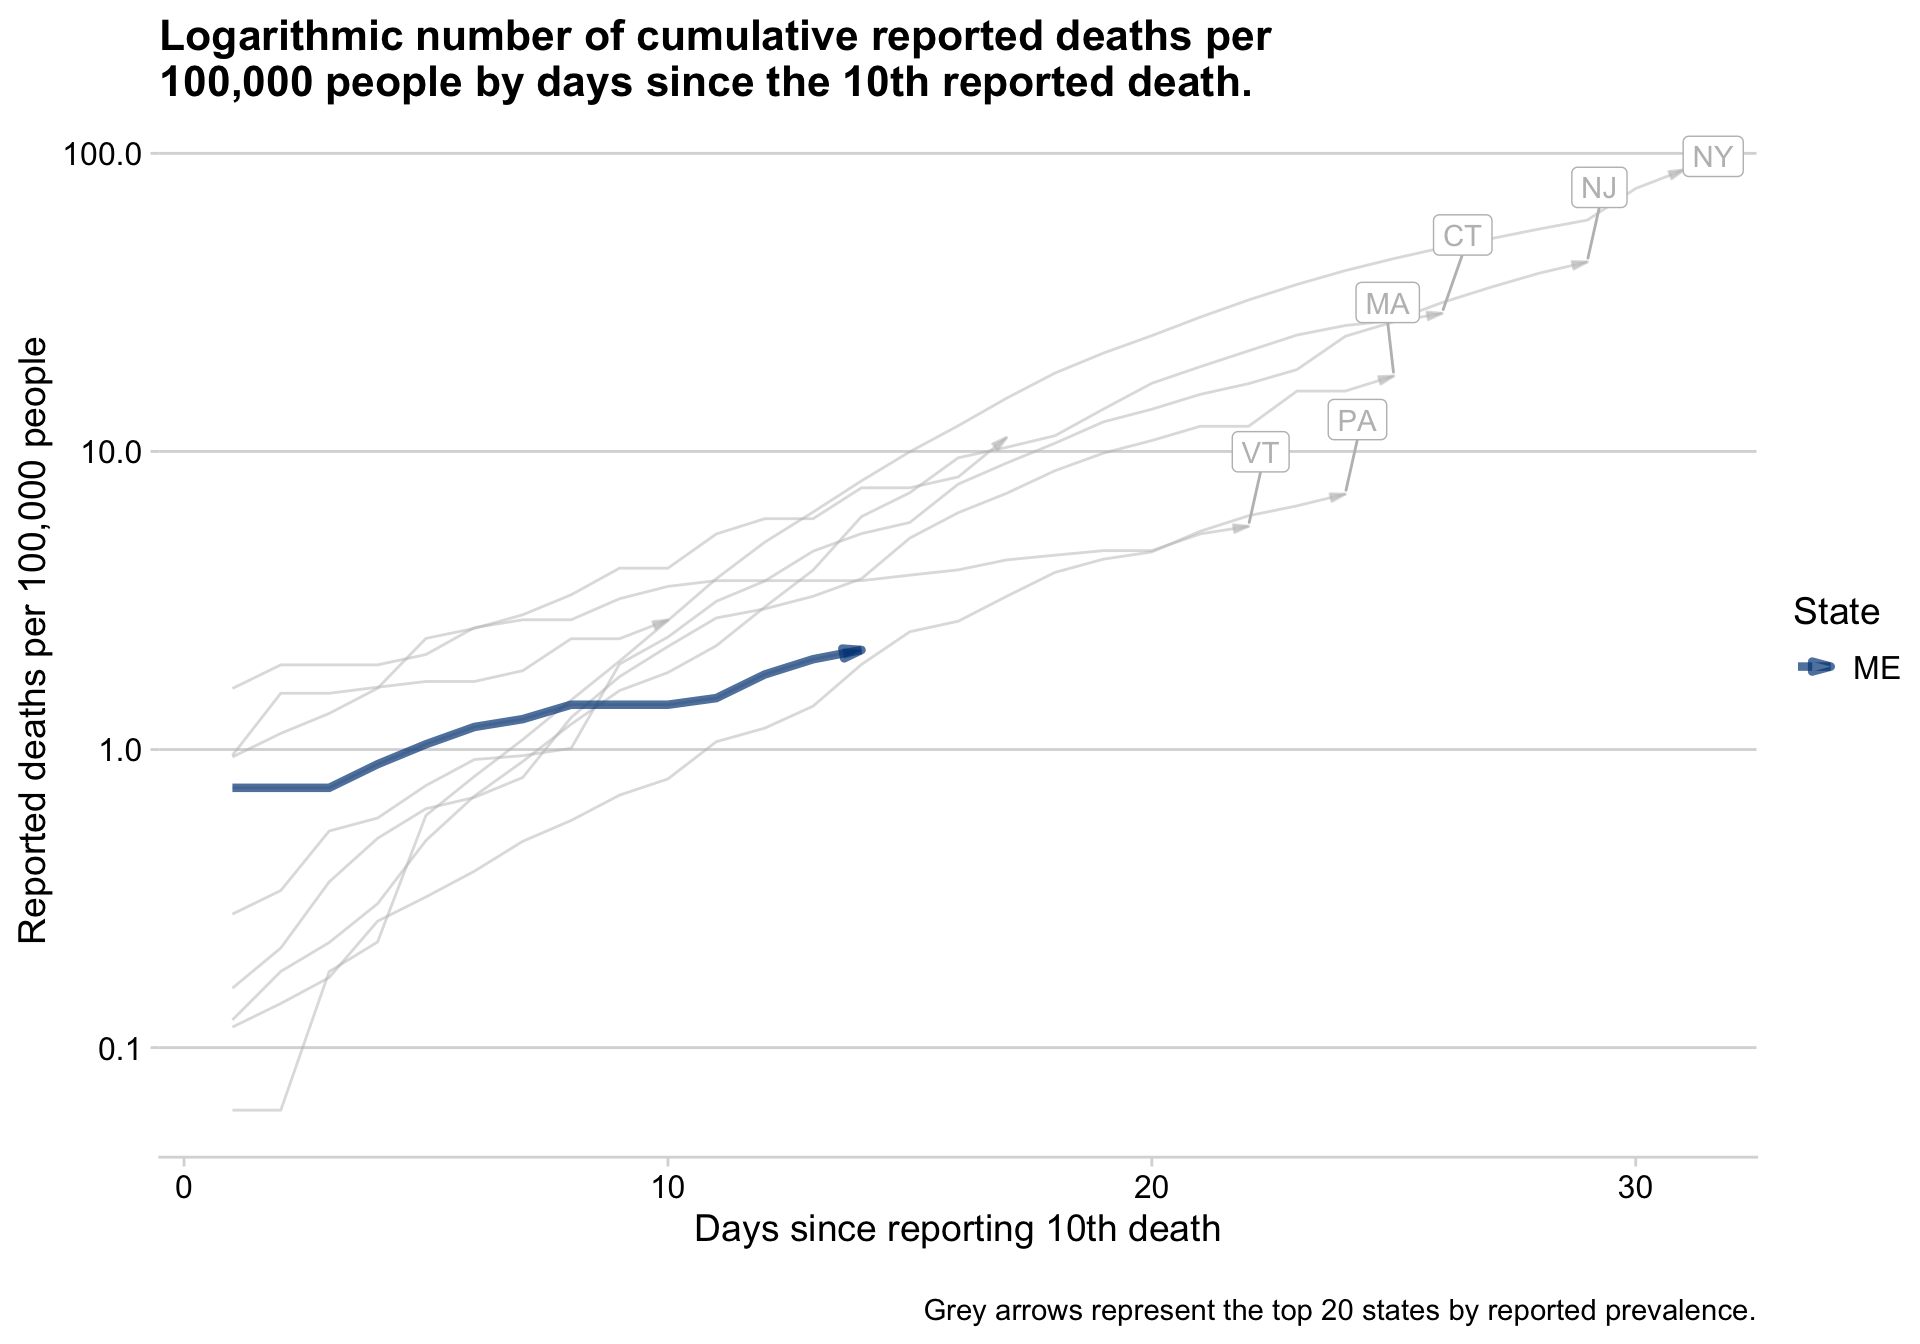 Logarithmic number of cumulative reported deaths per
100,000 people by days since the 10th reported death.
Reported deaths per 100,000 people
100.0
10.0
1.0
0.1
NY
NJ
CT
MA
PA
VT
State
ME
0
10
20
30
Days since reporting 10th death
Grey arrows represent the top 20 states by reported prevalence.